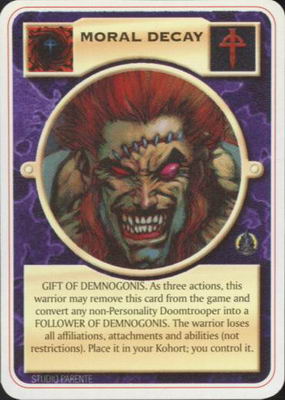 MORAL DECAY
GIFT OF DEMNOGONIS. As three actions, this
warrior may remove this card from the game and
convert any non-Personality Doomtrooper into a
FOLLOWER OF DEMNOGONIS. The warrior loses
all affiliations, attachments and abilities (not
restrictions). Place it in your Kohort; you control it.
STUDIO PARENTE